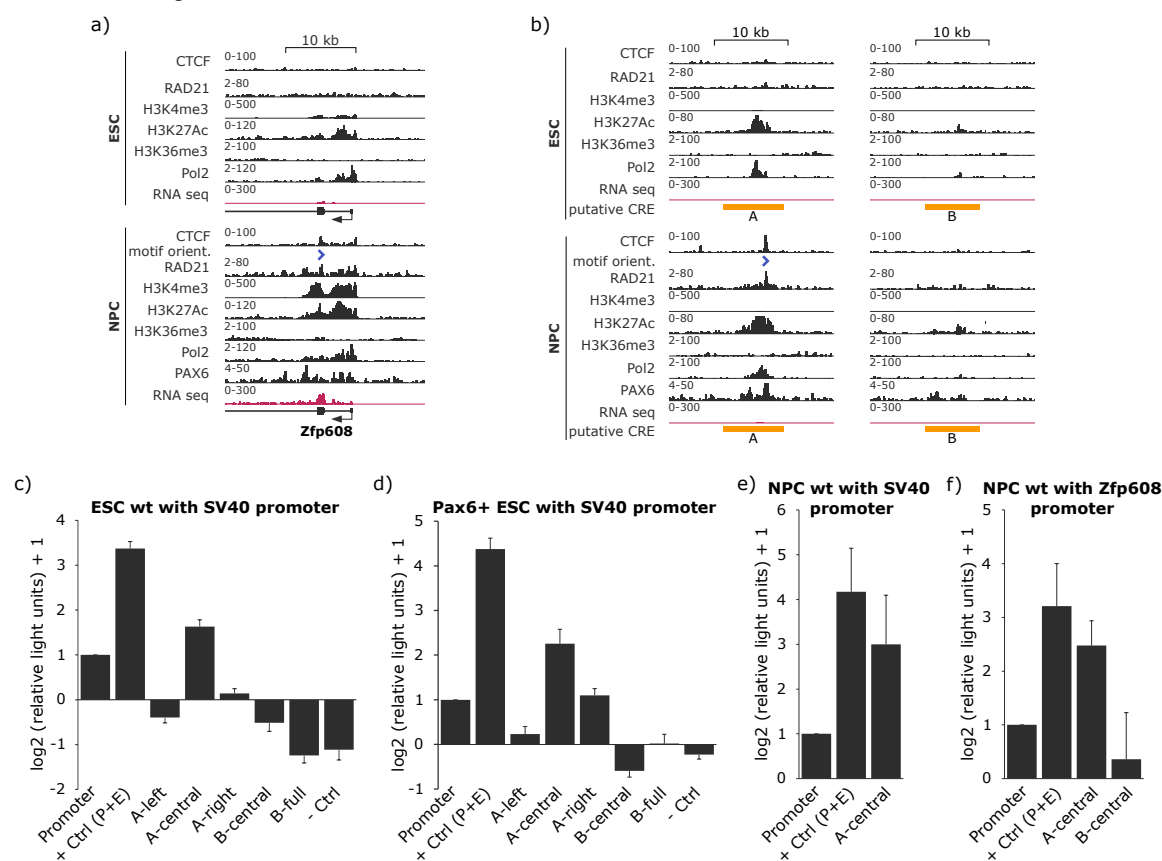 a)
10 kb
ESC
CTCF 0-100
RAD21 2-80
H3K4me3 0-500
H3K27Ac 0-120
H3K36me3 2-100
Pol2 2-120
RNA seq 0-300
NPC
CTCF 0-100
motif orient.
RAD21 2-80
H3K4me3 0-500
H3K27Ac 0-120
H3K36me3 2-100
Pol2 2-120
PAX6 4-50
RNA seq 0-300
Zfp608
b)
10 kb 10 kb
ESC
CTCF 0-100 0-100
RAD21 2-80 2-80
H3K4me3 0-500 0-500
H3K27Ac 0-80 0-80
H3K36me3 2-100 2-100
Pol2 2-100 2-100
RNA seq 0-300 0-300
putative CRE
A B
NPC
CTCF 0-100 0-100
motif orient.
RAD21 2-80 2-80
H3K4me3 0-500 0-500
H3K27Ac 0-80 0-80
H3K36me3 2-100 2-100
Pol2 2-100 2-100
PAX6 4-50 4-50
RNA seq 0-300 0-300
putative CRE
A B
c)
ESC wt with SV40 promoter
log2 (relative light units) + 1
4
3
2
1
0
-1
-2
Promoter
+ Ctrl (P+E)
A-left
A-central
A-right
B-central
B-full
- Ctrl
d)
Pax6+ ESC with SV40 promoter
log2 (relative light units) + 1
5
4
3
2
1
0
-1
Promoter
+ Ctrl (P+E)
A-left
A-central
A-right
B-central
B-full
- Ctrl
e)
NPC wt with SV40
promoter
log2 (relative light units) + 1
6
5
4
3
2
1
0
Promoter
+ Ctrl (P+E)
A-central
f)
NPC wt with Zfp608
promoter
log2 (relative light units) + 1
5
4
3
2
1
0
Promoter
+ Ctrl (P+E)
A-central
B-central